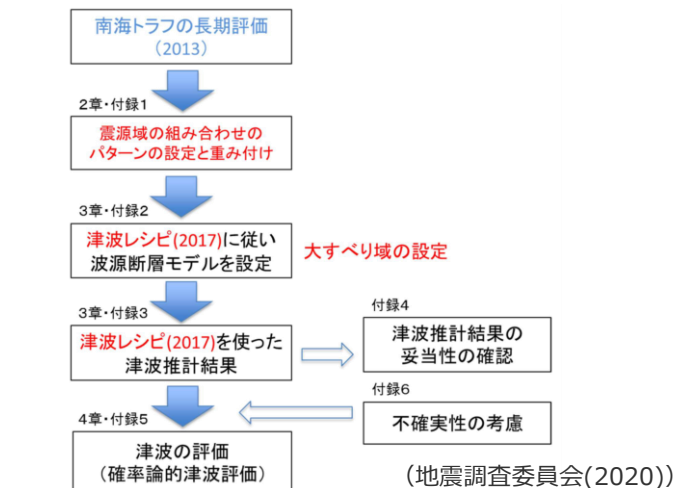 南海トラフの長期評価
（2013）
2章・付録1
震源域の組み合わせの
パターンの設定と重み付け
3章・付録2
津波レシピ(2017)に従い
波源断層モデルを設定
大すべり域の設定
3章・付録3
津波レシピ(2017)を使った
津波推計結果
付録4
津波推計結果の
妥当性の確認
付録6
不確実性の考慮
4章・付録5
津波の評価
（確率論的津波評価）
（地震調査委員会(2020)）